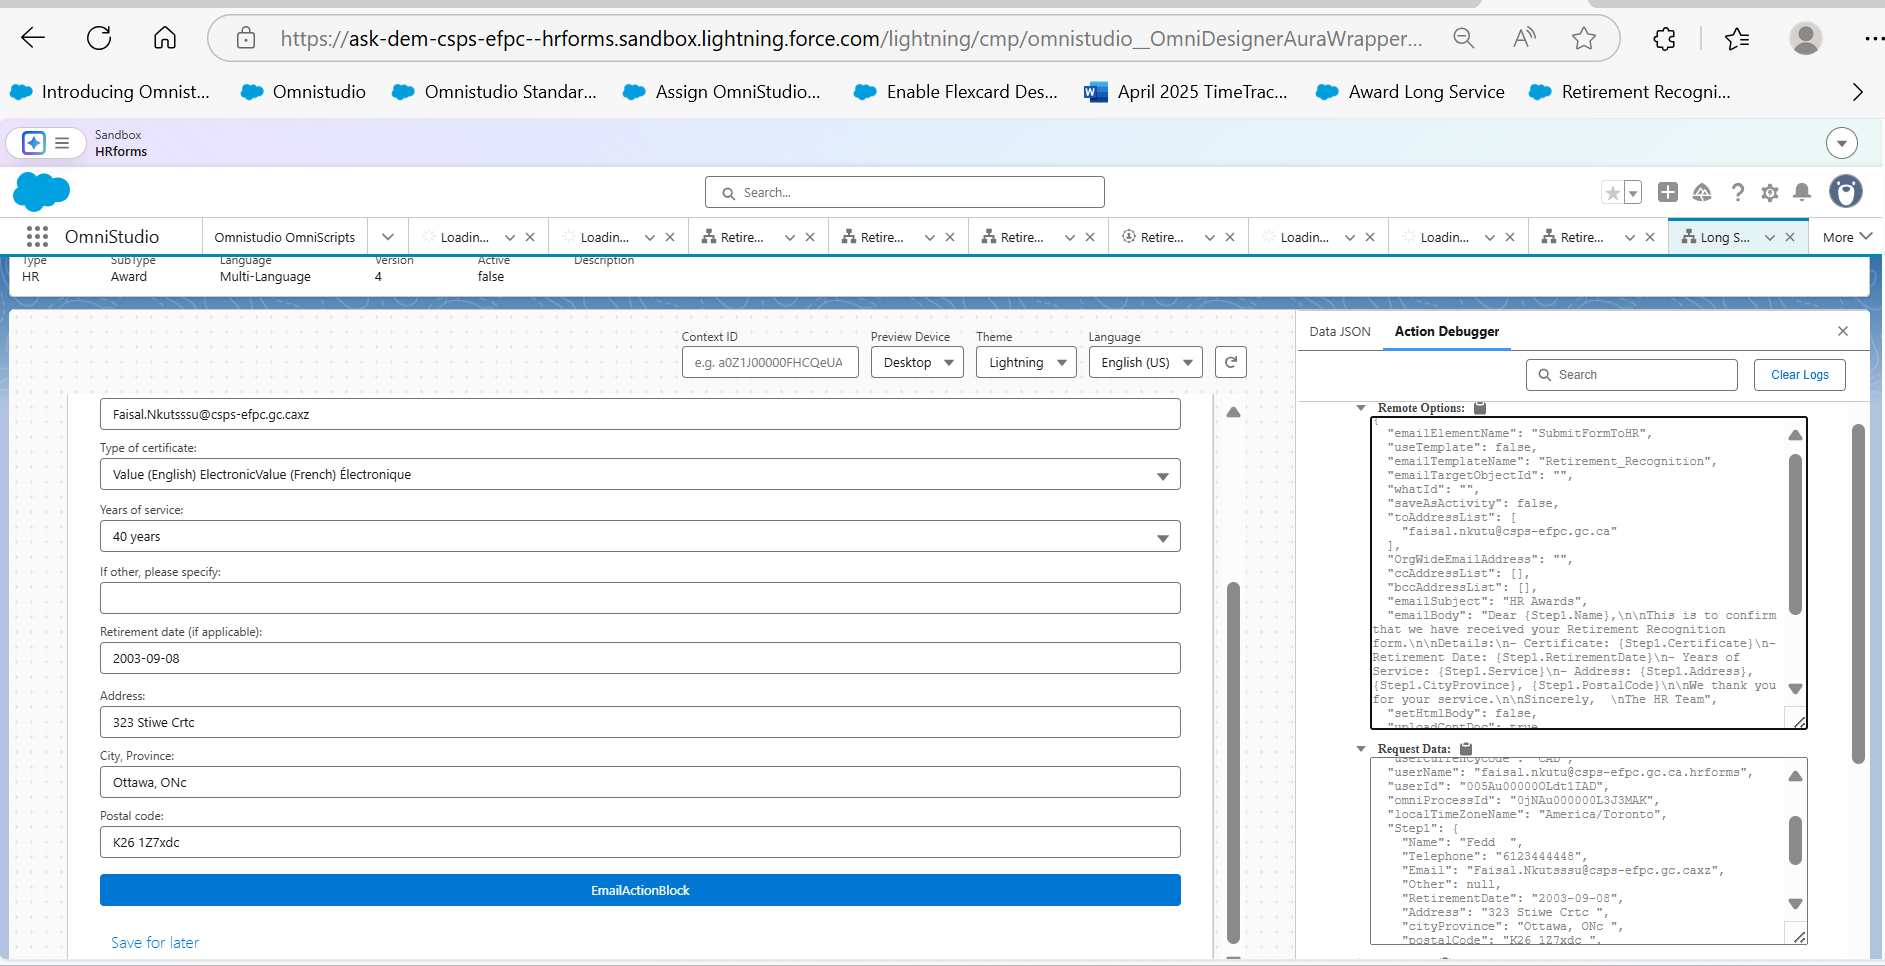 https://ask-dem-csps-efpc--hrforms.sandbox.lightning.force.com/lightning/cmp/omnistudio__OmniDesignerAuraWrapper...
Introducing Omnist...
Omnistudio
Omnistudio Standar...
Assign OmniStudio...
Enable Flexcard Des...
April 2025 TimeTrac...
Award Long Service
Retirement Recogni...
Sandbox
HRforms
Search...
OmniStudio
Omnistudio OmniScripts
Loadin...
Loadin...
Retire...
Retire...
Retire...
Retire...
Loadin...
Loadin...
Retire...
Long S...
More
Type
SubType
Language
Version
Active
Description
HR
Award
Multi-Language
4
false
Context ID
Preview Device
Theme
Language
e.g. a0Z1J00000FHCQeUA
Desktop
Lightning
English (US)
Faisal.Nkutsssu@csps-efpc.gc.caxz
Type of certificate:
Value (English) ElectronicValue (French) Électronique
Years of service:
40 years
If other, please specify:
Retirement date (if applicable):
2003-09-08
Address:
323 Stiwe Crtc
City, Province:
Ottawa, ONc
Postal code:
K26 1Z7xdc
EmailActionBlock
Save for later
Data JSON
Action Debugger
Search
Clear Logs
Remote Options:
{
"emailElementName": "SubmitFormToHR",
"useTemplate": false,
"emailTemplateName": "Retirement_Recognition",
"emailTargetObjectId": "",
"whatId": "",
"saveAsActivity": false,
"toAddressList": [
"faisal.nkutu@csps-efpc.gc.ca"
],
"OrgWideEmailAddress": "",
"ccAddressList": [],
"bccAddressList": [],
"emailSubject": "HR Awards",
"emailBody": "Dear {Step1.Name},\n\nThis is to confirm
that we have received your Retirement Recognition
form.\n\nDetails:\n- Certificate: {Step1.Certificate}\n-
Retirement Date: {Step1.RetirementDate}\n- Years of
Service: {Step1.Service}\n- Address: {Step1.Address},
{Step1.CityProvince}, {Step1.PostalCode}\n\nWe thank you
for your service.\n\nSincerely,  \nThe HR Team",
"setHtmlBody": false,
"uploadContDoc": true
Request Data:
"userCurrencyCode": "CAD",
"userName": "faisal.nkutu@csps-efpc.gc.ca.hrforms",
"userId": "005Au00000OLdt1IAD",
"omniProcessId": "0jNAu000000L3J3MAK",
"localTimeZoneName": "America/Toronto",
"Step1": {
"Name": "Fedd  ",
"Telephone": "6123444448",
"Email": "Faisal.Nkutsssu@csps-efpc.gc.caxz",
"Other": null,
"RetirementDate": "2003-09-08",
"Address": "323 Stiwe Crtc ",
"cityProvince": "Ottawa, ONc ",
"postalCode": "K26 1Z7xdc ",